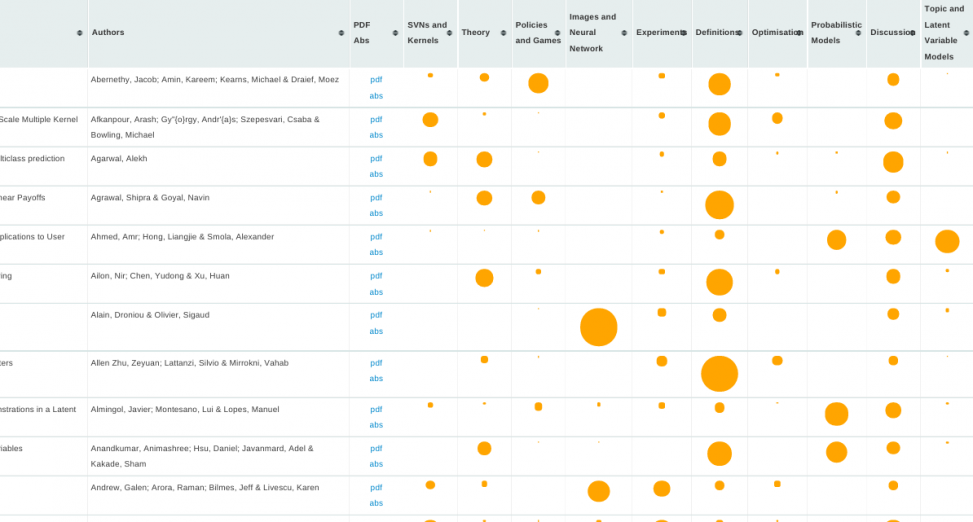 Authors
PDF
Abs
SVNs and
Kernels
Theory
Policies
and Games
Images and
Neural
Network
Experiments
Definitions
Optimisation
Probabilistic
Models
Discussion
Topic and
Latent
Variable
Models
Abernethy, Jacob; Amin, Kareem; Kearns, Michael & Draief, Moez
pdf
abs
Scale Multiple Kernel
Afkanpour, Arash; Gy"{o}rgy, Andr'{a}s; Szepesvari, Csaba &
Bowling, Michael
pdf
abs
lticlass prediction
Agarwal, Alekh
pdf
abs
near Payoffs
Agrawal, Shipra & Goyal, Navin
pdf
abs
plications to User
Ahmed, Amr; Hong, Liangjie & Smola, Alexander
pdf
abs
ring
Ailon, Nir; Chen, Yudong & Xu, Huan
pdf
abs
Alain, Droniou & Olivier, Sigaud
pdf
abs
ters
Allen Zhu, Zeyuan; Lattanzi, Silvio & Mirrokni, Vahab
pdf
abs
nstrations in a Latent
Almingol, Javier; Montesano, Lui & Lopes, Manuel
pdf
abs
iables
Anandkumar, Animashree; Hsu, Daniel; Javanmard, Adel &
Kakade, Sham
pdf
abs
Andrew, Galen; Arora, Raman; Bilmes, Jeff & Livescu, Karen
pdf
abs